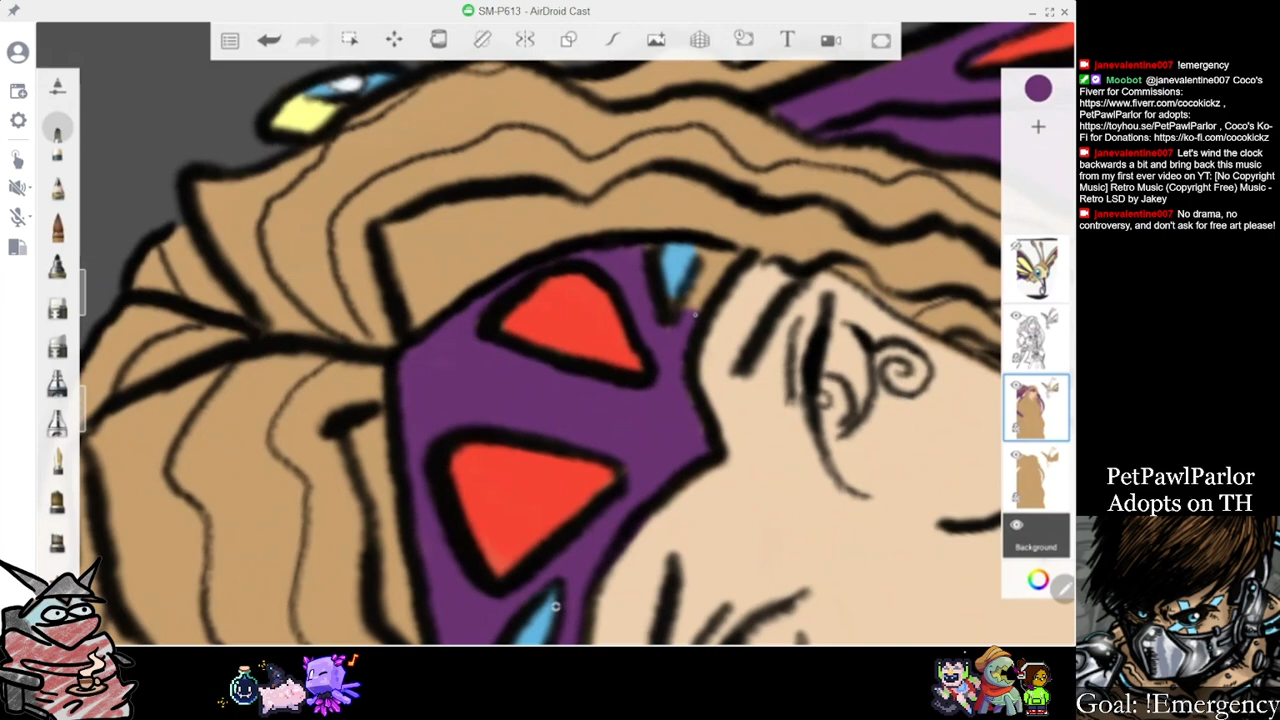 SM-P613 - AirDroid Cast
T
Background
janevalentine007 !emergency
Moobot @janevalentine007 Coco's
Fiverr for Commissions:
https://www.fiverr.com/cocokickz ,
PetPawlParlor for adopts:
https://toyhou.se/PetPawlParlor , Coco's Ko-
Fi for Donations: https://ko-fi.com/cocokickz
janevalentine007 Let's wind the clock
backwards a bit and bring back this music
from my first ever video on YT: [No Copyright
Music] Retro Music (Copyright Free) Music -
Retro LSD by Jakey
janevalentine007 No drama, no
controversy, and don't ask for free art please!
PetPawlParlor
Adopts on TH
Goal: !Emergency